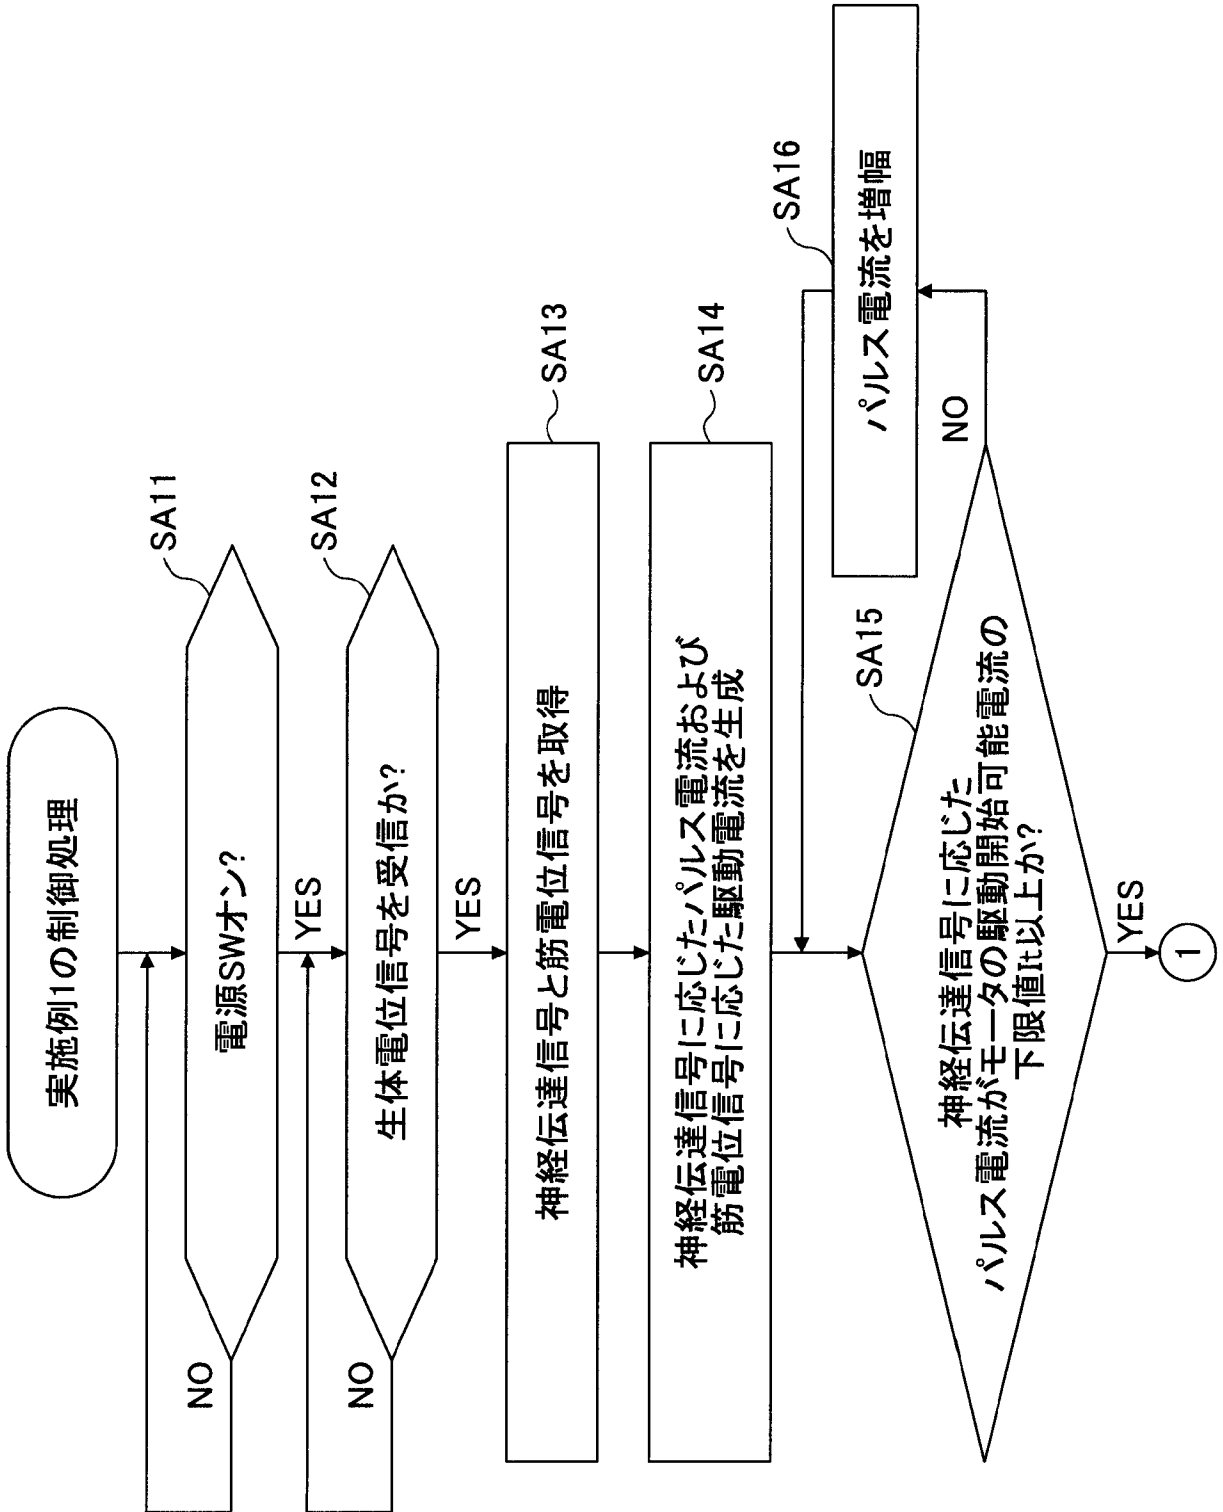 実施例1の制御処理
SA11
電源SWオン?
NO
YES
SA12
生体電位信号を受信か?
NO
YES
SA13
神経伝達信号と筋電位信号を取得
SA14
神経伝達信号に応じたパルス電流および
筋電位信号に応じた駆動電流を生成
SA15
神経伝達信号に応じた
パルス電流がモータの駆動開始可能電流の
下限値It以上か?
NO
SA16
パルス電流を増幅
YES
1